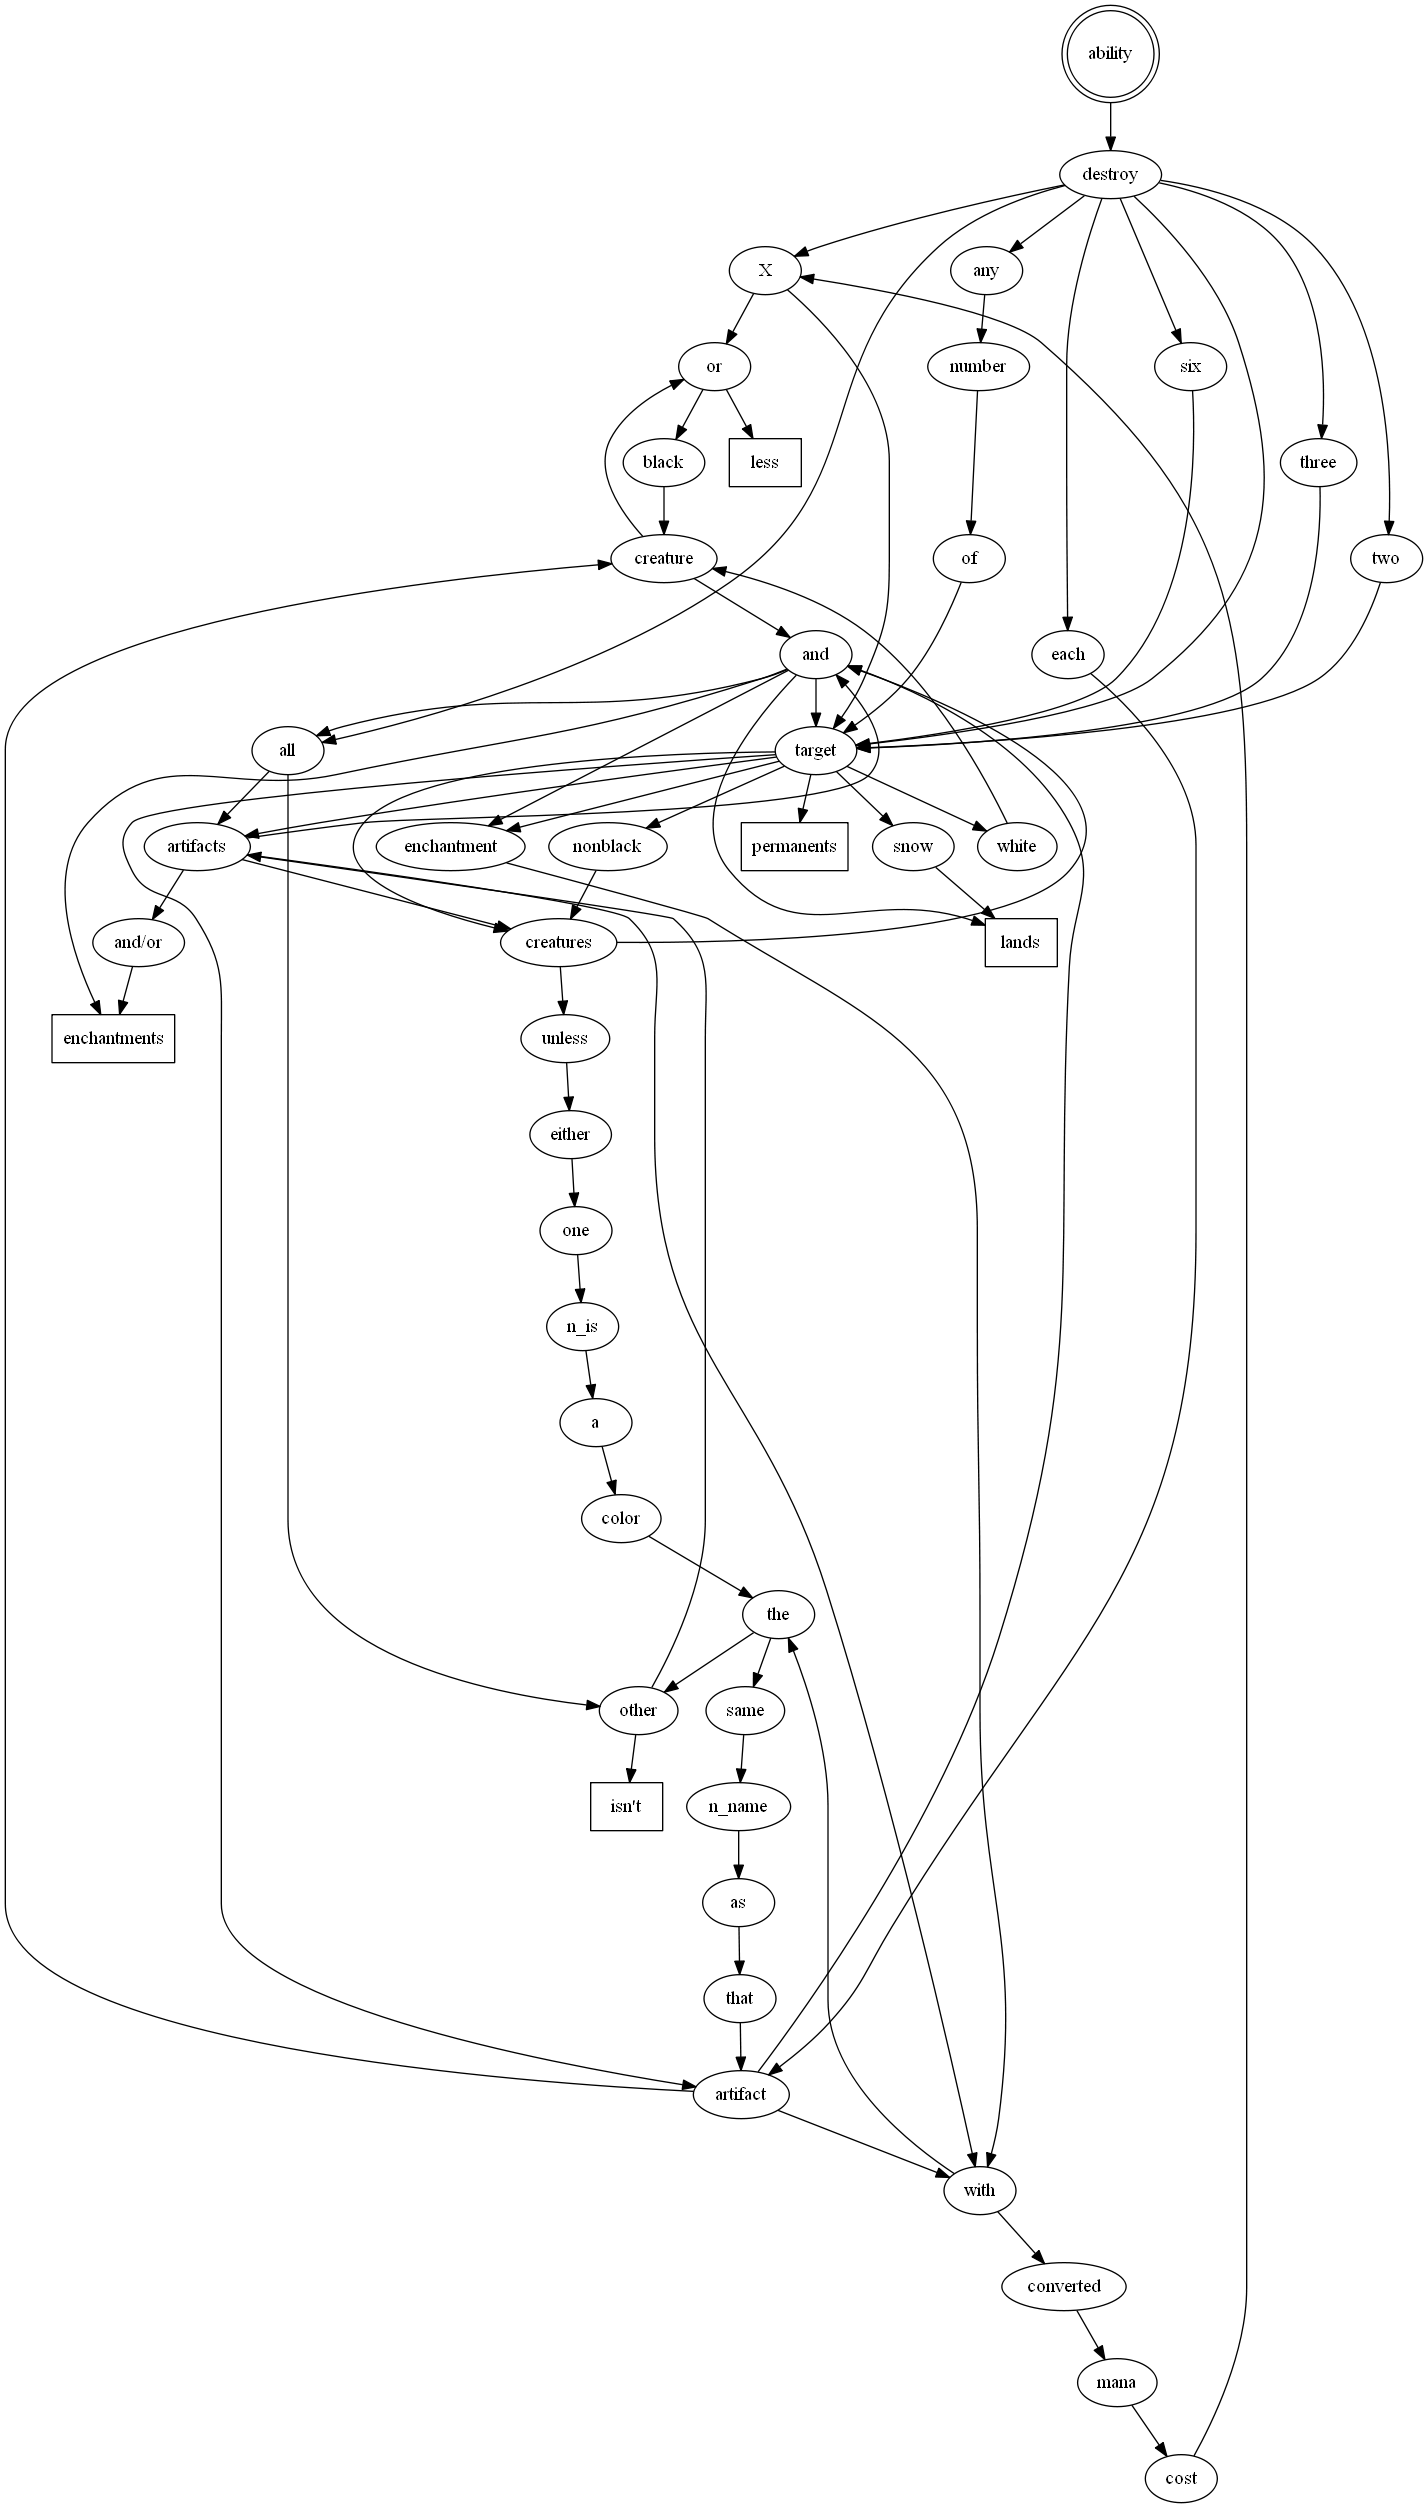 ability
destroy
X
any
or
number
six
black
less
three
creature
of
two
and
each
all
target
artifacts
enchantment
nonblack
permanents
snow
white
and/or
creatures
lands
enchantments
unless
either
one
n_is
a
color
the
other
same
isn't
n_name
as
that
artifact
with
converted
mana
cost